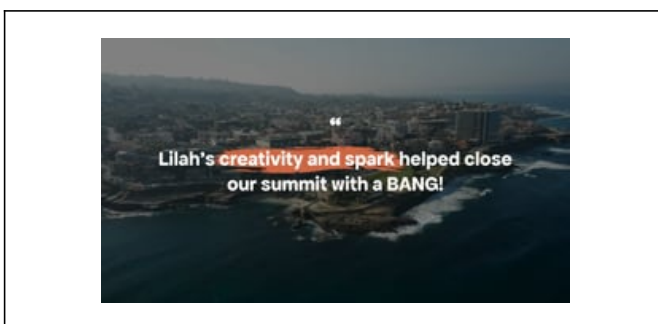 “
Lilah’s creativity and spark helped close
our summit with a BANG!